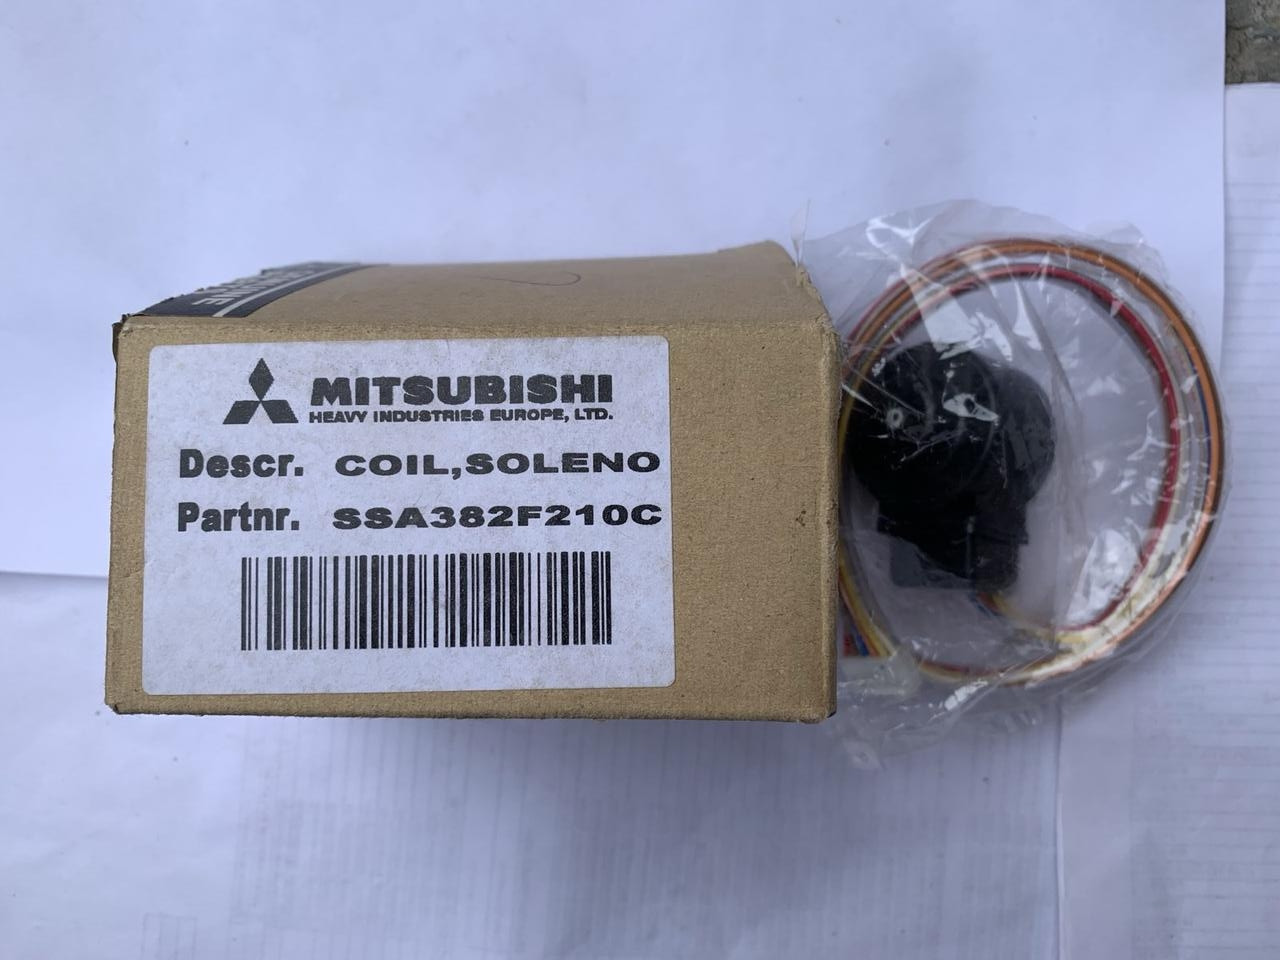 MITSUBISHI
HEAVY INDUSTRIES EUROPE, LTD.
Descr. COIL,SOLENO
Partnr. SSA382F210C